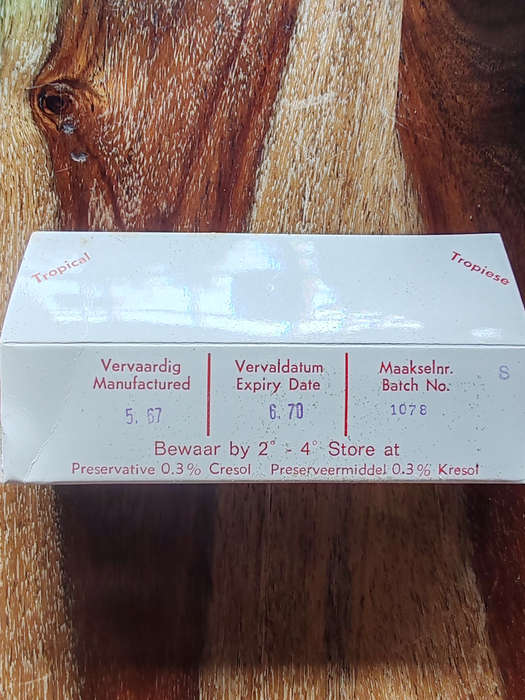 Tropical
Tropiese
Vervaardig
Manufactured
5. 67
Vervaldatum
Expiry Date
6. 70
Maakselnr.
Batch No.
1078
S
Bewaar by 2° - 4° Store at
Preservative 0.3% Cresol Preserveermiddel 0.3% Kresol